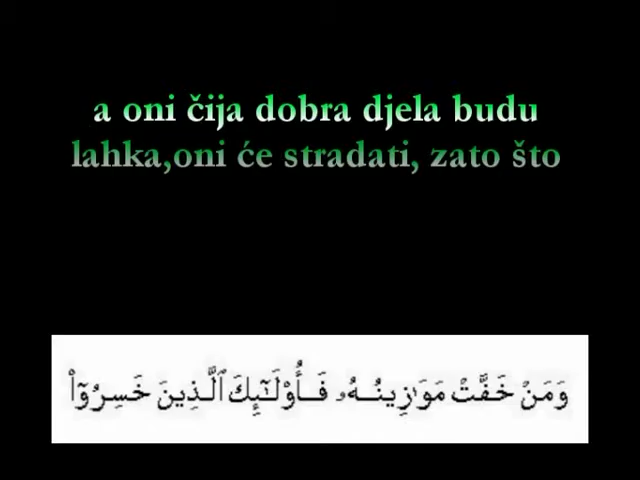 a oni čija dobra djela budu
lahka,oni će stradati, zato što
وَمَنْ خَفَّتْ مَوَٰزِينُهُۥ فَأُو۟لَـٰٓئِكَ ٱلَّذِينَ خَسِرُوٓا۟